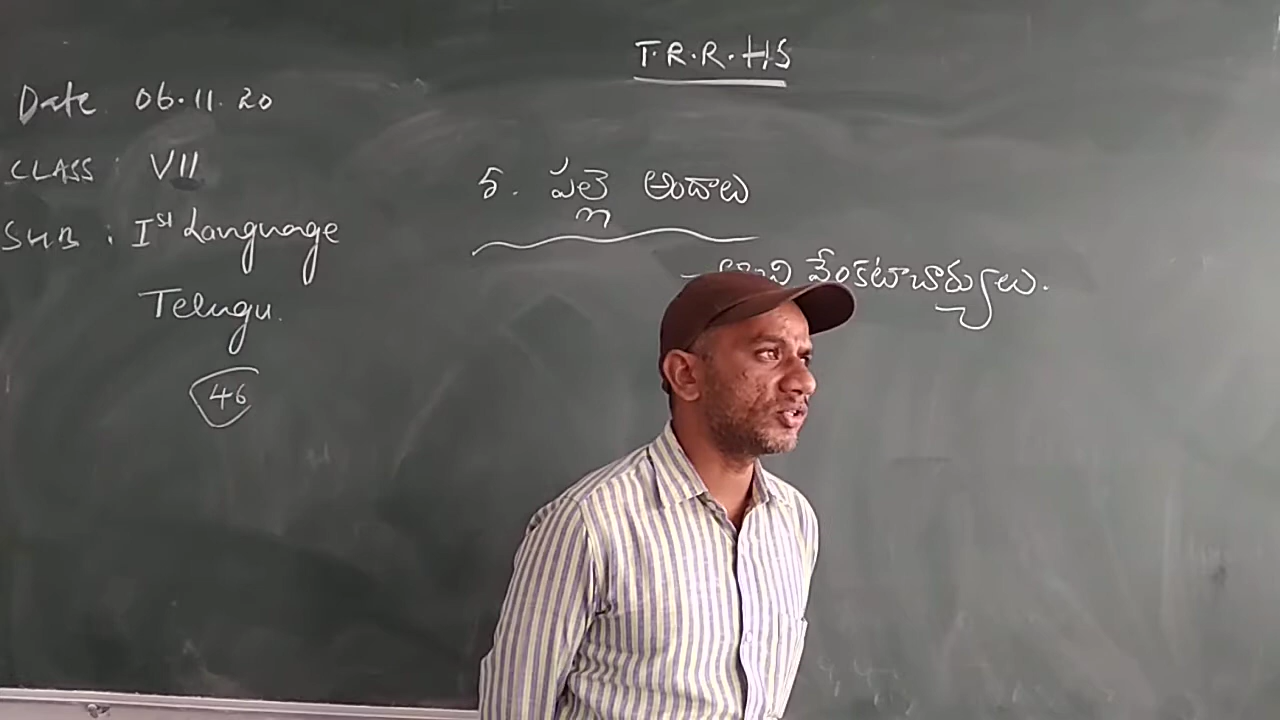 T.R.R.HS
Date 06.11.20
CLASS : VII
SUB : Ist Language
Telugu.
46
5. పల్లె అందాలు
వేంకటాచార్యులు.